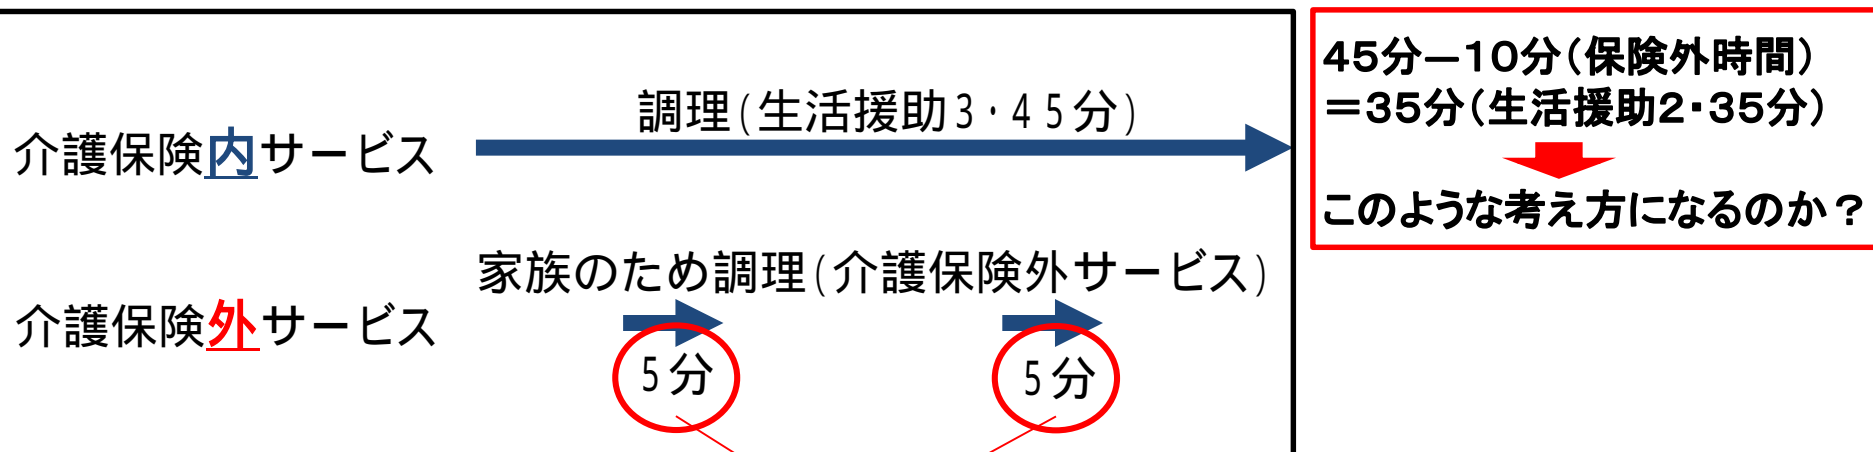 調理(生活援助3・45分)
介護保険内サービス
家族のため調理(介護保険外サービス)
介護保険外サービス
5分
5分
45分ー10分(保険外時間)
=35分(生活援助2・35分)
このような考え方になるのか?